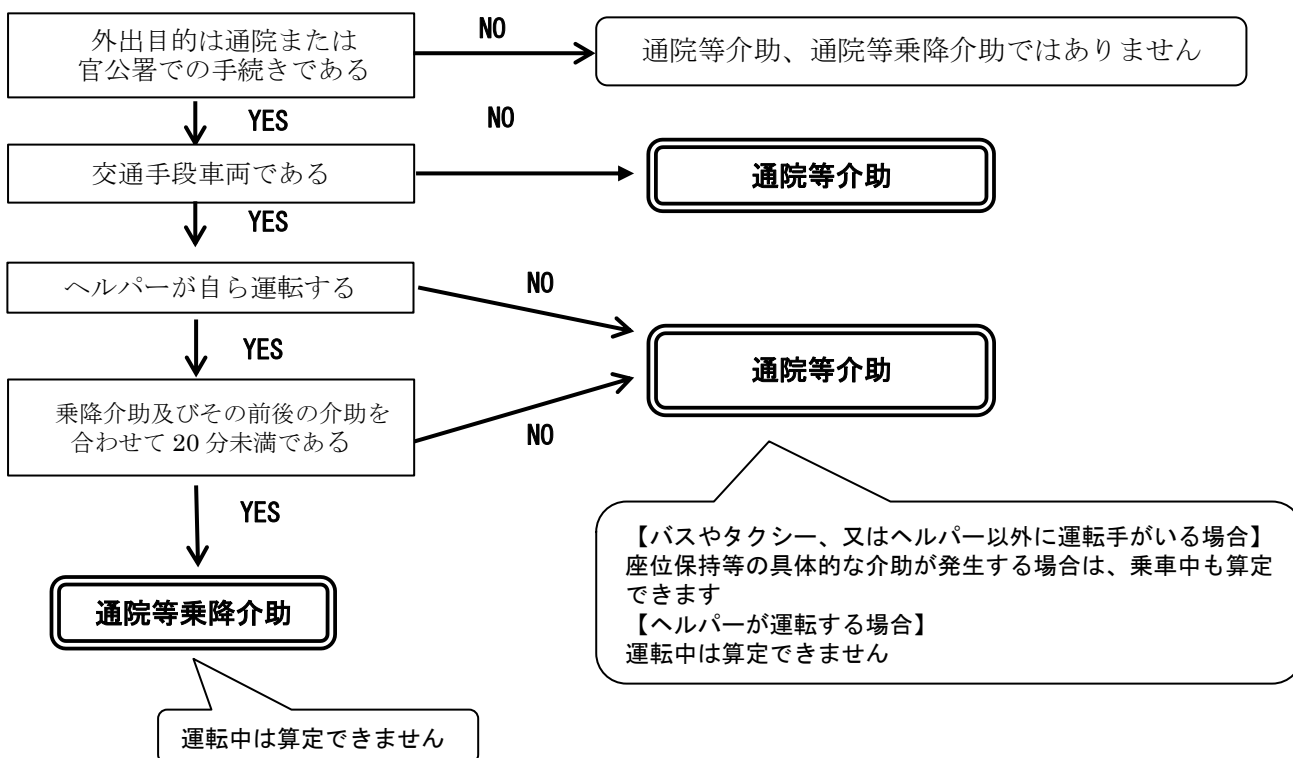 外出目的は通院または
官公署での手続きである
NO
通院等介助、通院等乗降介助ではありません
YES
NO
交通手段車両である
通院等介助
YES
ヘルパーが自ら運転する
NO
通院等介助
YES
乗降介助及びその前後の介助を
合わせて 20 分未満である
NO
YES
【バスやタクシー、又はヘルパー以外に運転手がいる場合】
座位保持等の具体的な介助が発生する場合は、乗車中も算定
できます
【ヘルパーが運転する場合】
運転中は算定できません
通院等乗降介助
運転中は算定できません